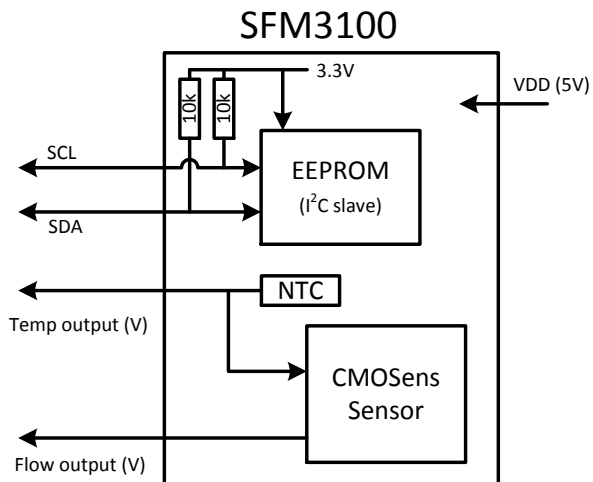 SFM3100
3.3V
VDD (5V)
10k
10k
SCL
EEPROM
(I²C slave)
SDA
NTC
Temp output (V)
CMOSens
Sensor
Flow output (V)